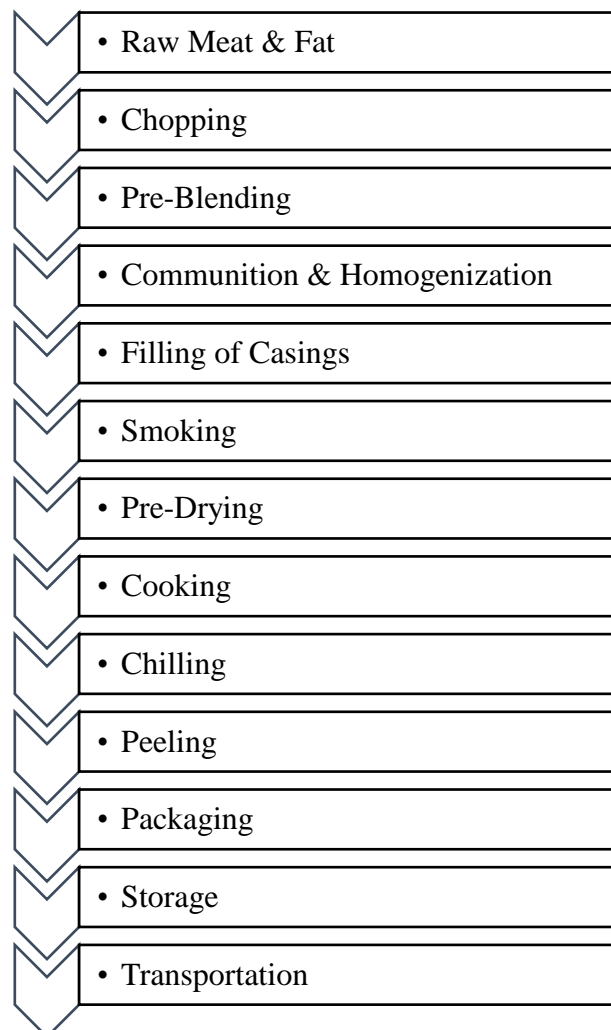 • Raw Meat & Fat
• Chopping
• Pre-Blending
• Communition & Homogenization
• Filling of Casings
• Smoking
• Pre-Drying
• Cooking
• Chilling
• Peeling
• Packaging
• Storage
• Transportation